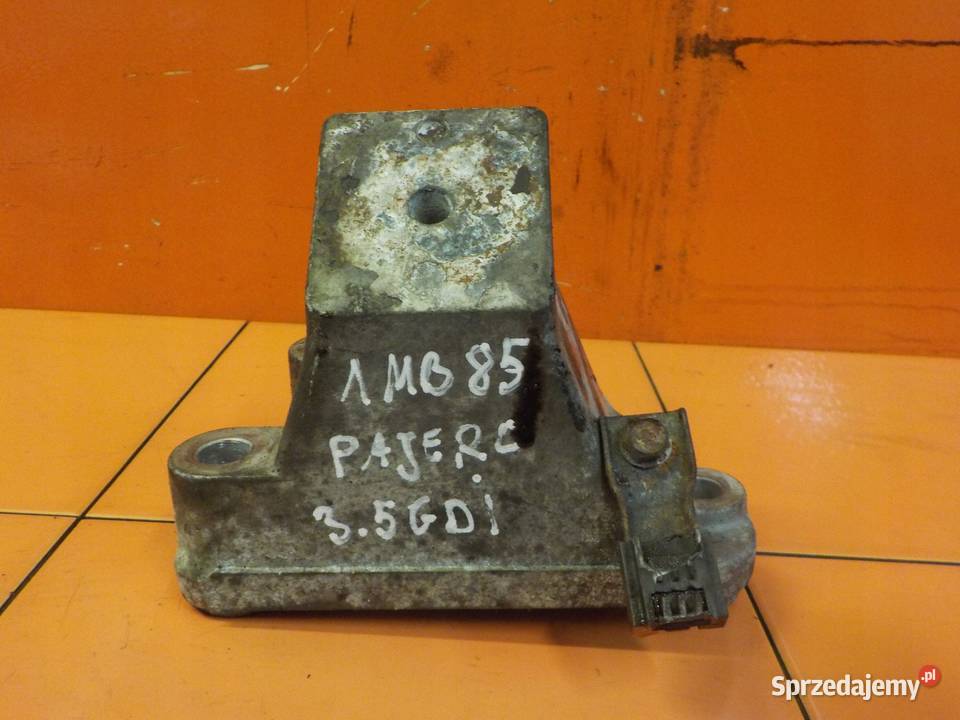 1MB85
PAJERO
3.5GDi
Sprzedajemy.pl